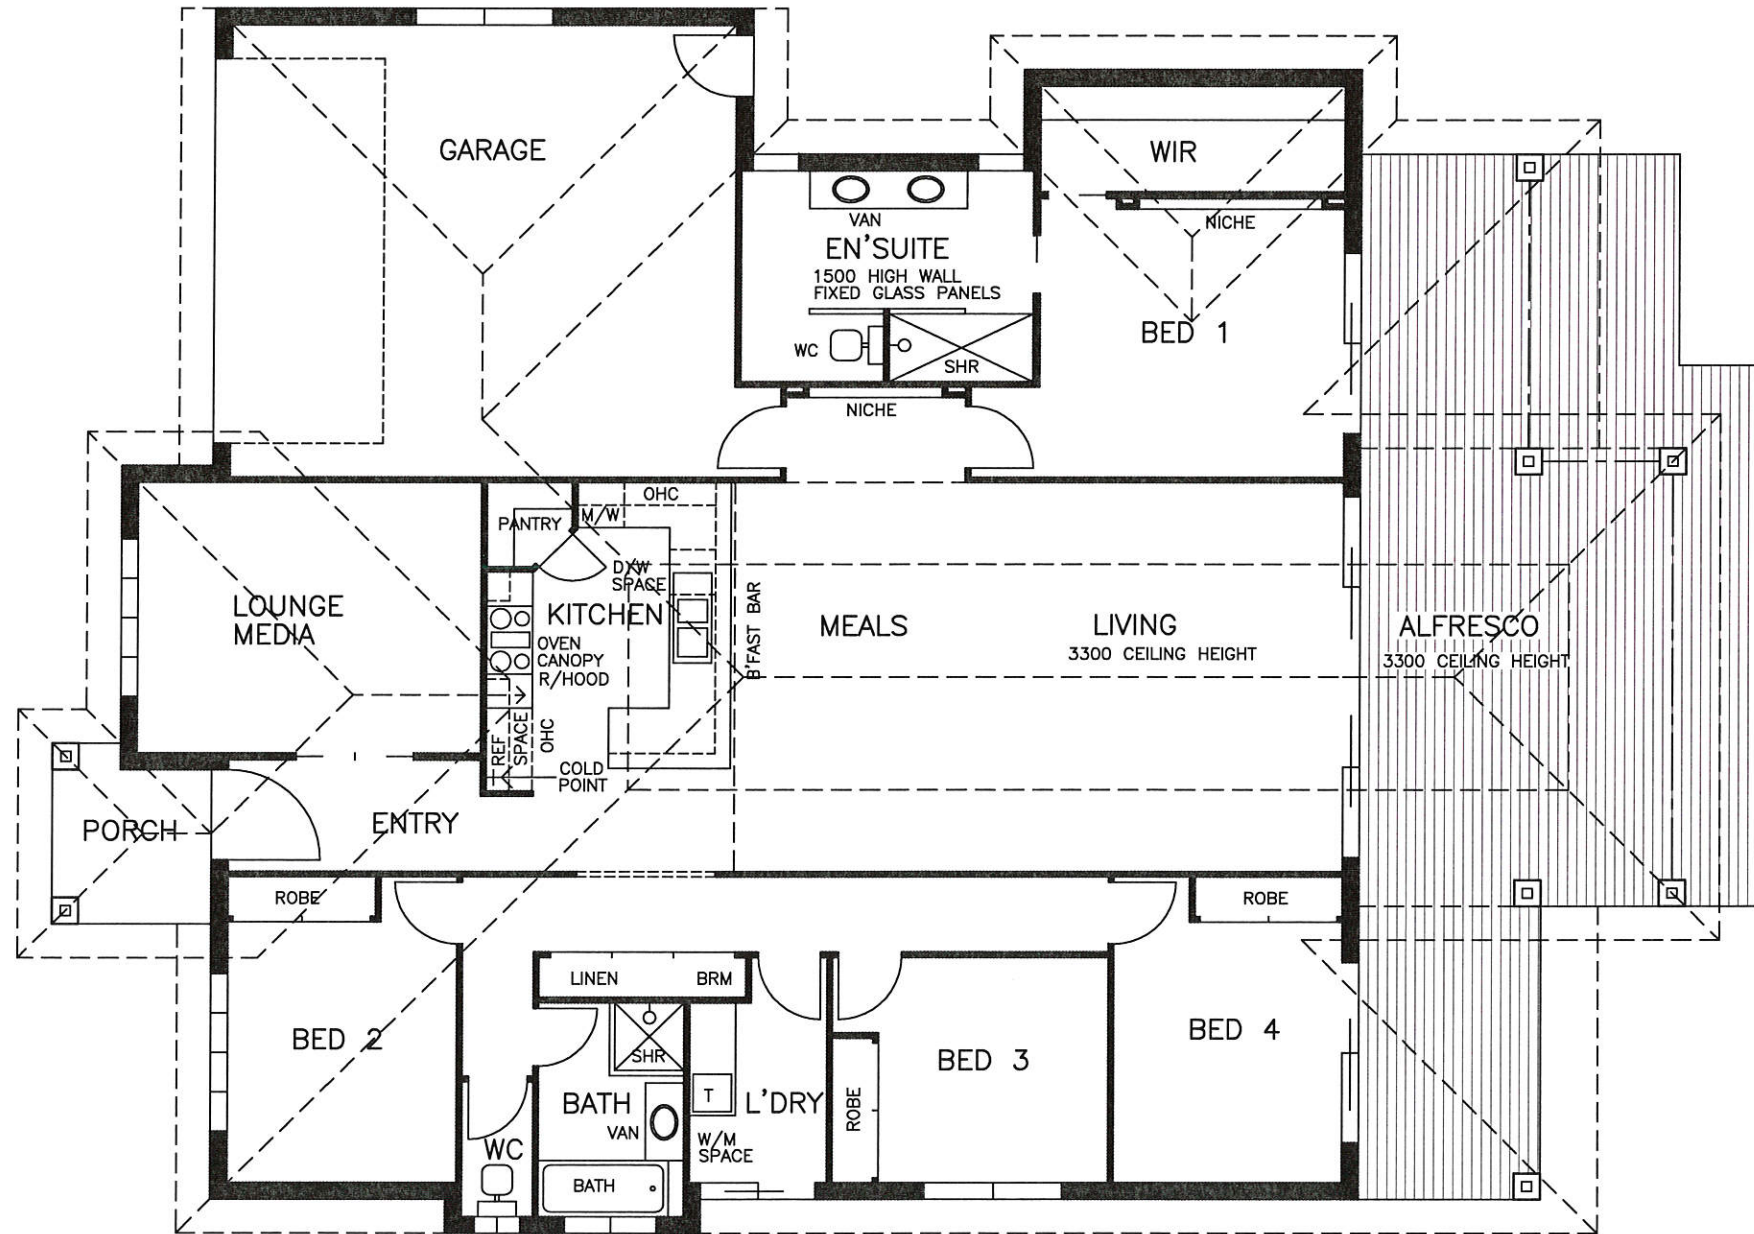 GARAGE
WIR
VAN
NICHE
EN'SUITE
1500 HIGH WALL
FIXED GLASS PANELS
BED 1
WC
SHR
NICHE
OHC
M/W
PANTRY
D/W
SPACE
B'FAST BAR
LOUNGE
MEDIA
KITCHEN
OVEN
CANOPY
R/HOOD
MEALS
LIVING
3300 CEILING HEIGHT
ALFRESCO
3300 CEILING HEIGHT
REF
SPACE
OHC
COLD
POINT
PORCH
ENTRY
ROBE
ROBE
LINEN
BRM
BED 2
SHR
BED 3
BED 4
T
BATH
L'DRY
ROBE
VAN
W/M
SPACE
WC
BATH